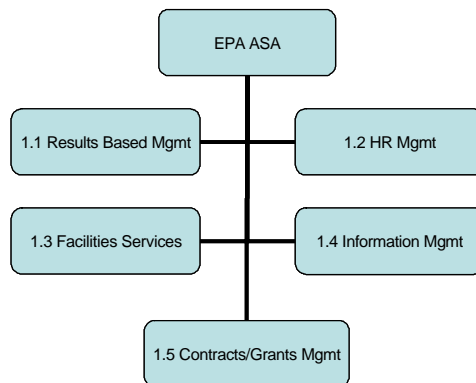 EPA ASA
1.1 Results Based Mgmt
1.2 HR Mgmt
1.3 Facilities Services
1.4 Information Mgmt
1.5 Contracts/Grants Mgmt